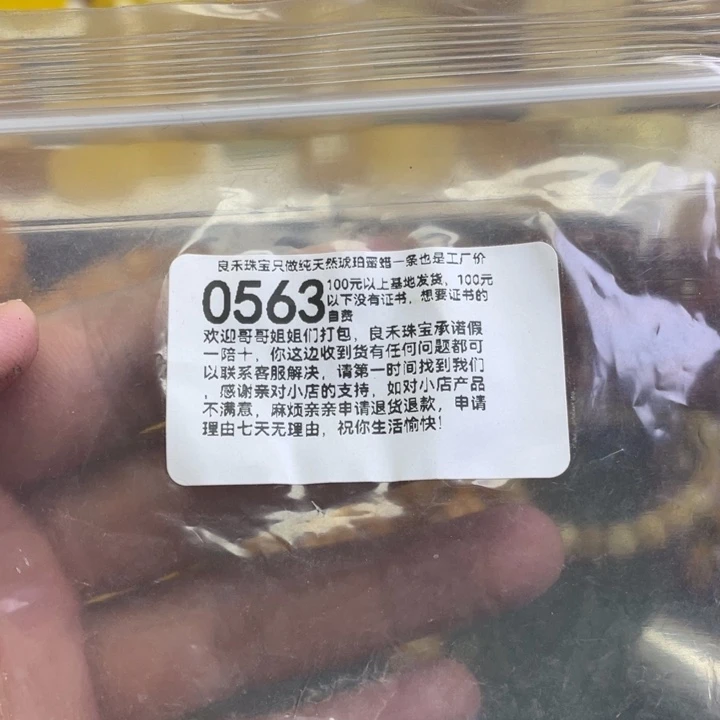 良禾珠宝只做纯天然琥珀蜜蜡一条也是工厂价
0563
100元以上基地发货，100元
以下没有证书，想要证书的
自费
欢迎哥哥姐姐们打包，良禾珠宝承诺假
一陪十，你这边收到货有任何问题都可
以联系客服解决，请第一时间找到我们
，感谢亲对小店的支持，如对小店产品
不满意，麻烦亲亲申请退货退款，申请
理由七天无理由，祝你生活愉快！